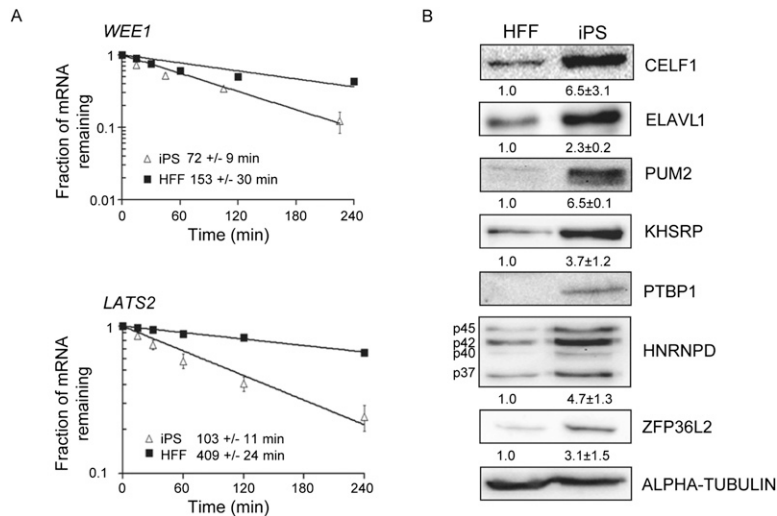 A
WEE1
Fraction of mRNA remaining
1
0.1
0.01
△ iPS 72 +/- 9 min
■ HFF 153 +/- 30 min
0 60 120 180 240
Time (min)
LATS2
Fraction of mRNA remaining
1
0.1
△ iPS 103 +/- 11 min
■ HFF 409 +/- 24 min
0 60 120 180 240
Time (min)
B
HFF iPS
CELF1
1.0 6.5±3.1
ELAVL1
1.0 2.3±0.2
PUM2
1.0 6.5±0.1
KHSRP
1.0 3.7±1.2
PTBP1
p45
p42
p40
p37
HNRNPD
1.0 4.7±1.3
ZFP36L2
1.0 3.1±1.5
ALPHA-TUBULIN